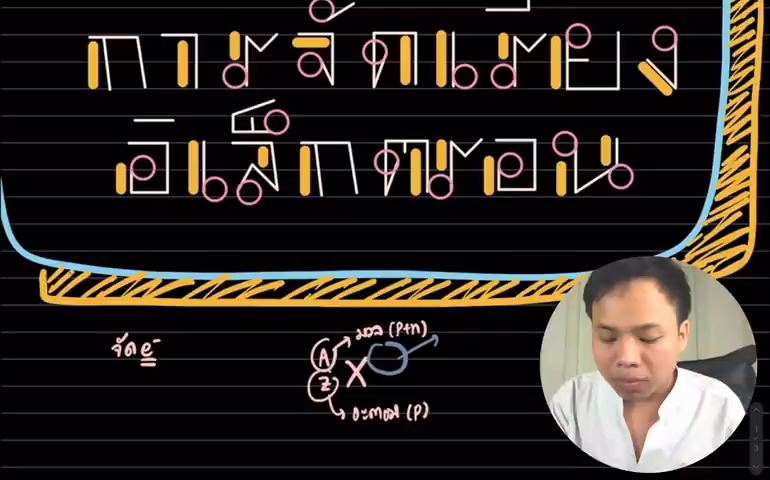 การจัดเรียง
อิเล็กตรอน
จัด e⁻
A มวล (P+n)
X
Z อะตอม (P)